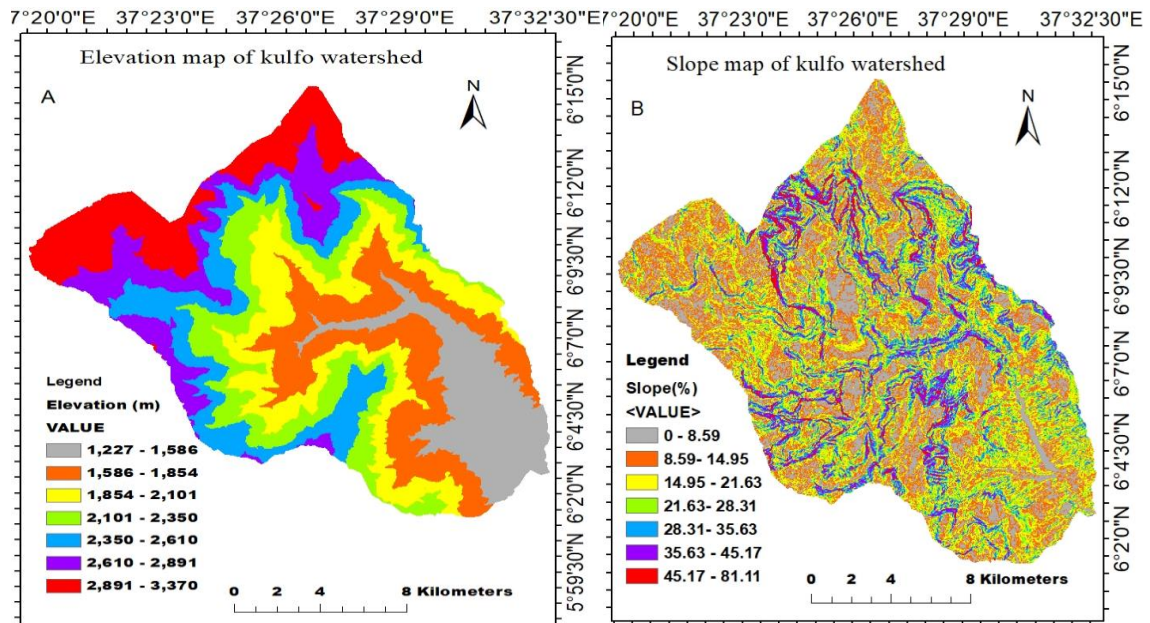 7°20'0"E 37°23'0"E 37°26'0"E 37°29'0"E 37°32'30"E
Elevation map of kulfo watershed
A
N
Legend
Elevation (m)
VALUE
1,227 - 1,586
1,586 - 1,854
1,854 - 2,101
2,101 - 2,350
2,350 - 2,610
2,610 - 2,891
2,891 - 3,370
0 2 4 8 Kilometers
6°15'0"N
6°12'0"N
6°9'30"N
6°7'0"N
6°4'30"N
6°2'0"N
5°59'30"N
7°20'0"E 37°23'0"E 37°26'0"E 37°29'0"E 37°32'30"E
Slope map of kulfo watershed
B
N
Legend
Slope(%)
<VALUE>
0 - 8.59
8.59- 14.95
14.95 - 21.63
21.63- 28.31
28.31- 35.63
35.63- 45.17
45.17 - 81.11
0 2 4 8 Kilometers
6°15'0"N
6°12'0"N
6°9'30"N
6°7'0"N
6°4'30"N
6°2'0"N